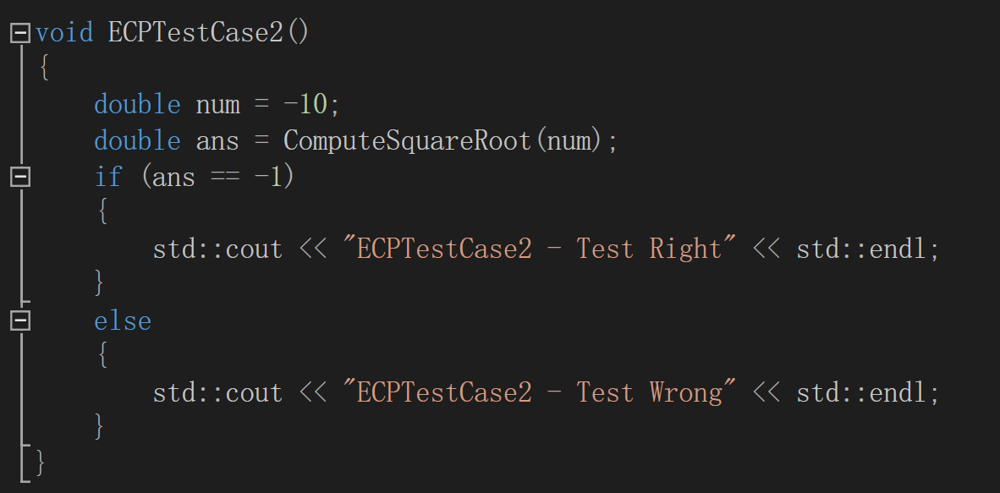 void ECPTestCase2()
{
    double num = -10;
    double ans = ComputeSquareRoot(num);
    if (ans == -1)
    {
        std::cout << "ECPTestCase2 - Test Right" << std::endl;
    }
    else
    {
        std::cout << "ECPTestCase2 - Test Wrong" << std::endl;
    }
}